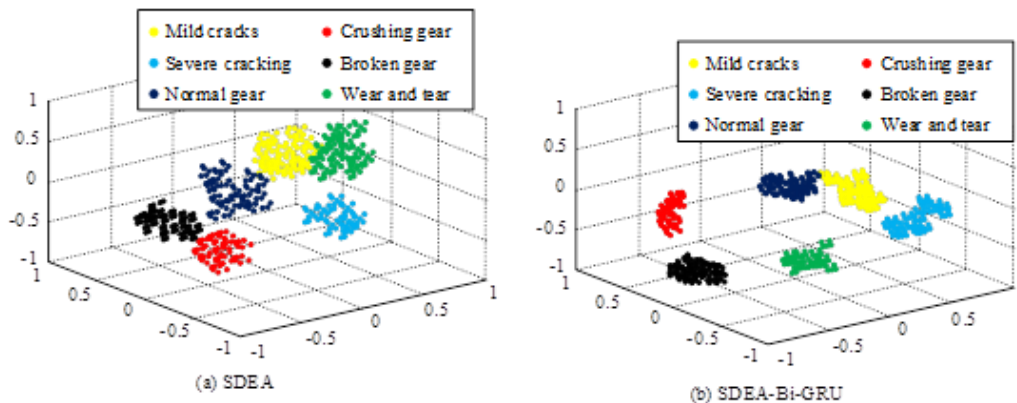 Mild cracks
Crushing gear
Severe cracking
Broken gear
Normal gear
Wear and tear
1
0.5
0
-0.5
-1
1
0.5
0
-0.5
-1
-1
-0.5
0
0.5
1
(a) SDEA
Mild cracks
Crushing gear
Severe cracking
Broken gear
Normal gear
Wear and tear
1
0.5
0
-0.5
-1
1
0.5
0
-0.5
-1
-1
-0.5
0
0.5
(b) SDEA-Bi-GRU